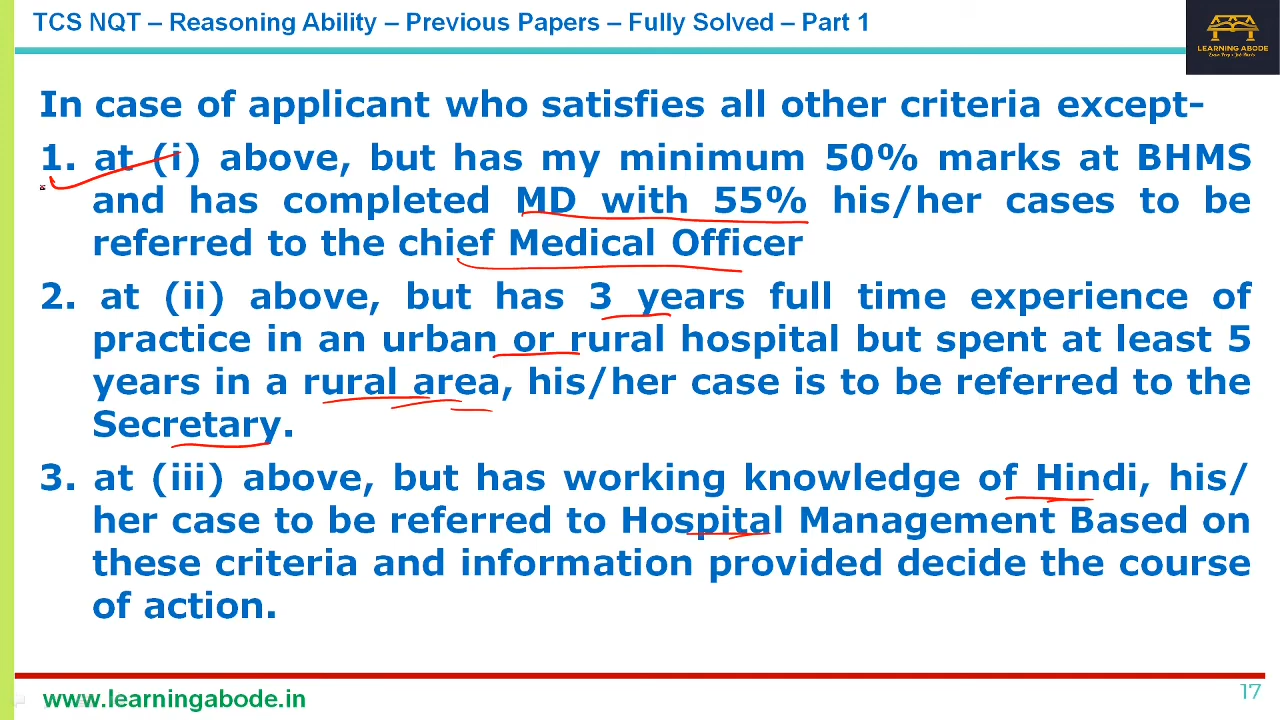 TCS NQT – Reasoning Ability – Previous Papers – Fully Solved – Part 1
LEARNING ABODE
In case of applicant who satisfies all other criteria except-
1. at (i) above, but has my minimum 50% marks at BHMS
and has completed MD with 55% his/her cases to be
referred to the chief Medical Officer
2. at (ii) above, but has 3 years full time experience of
practice in an urban or rural hospital but spent at least 5
years in a rural area, his/her case is to be referred to the
Secretary.
3. at (iii) above, but has working knowledge of Hindi, his/
her case to be referred to Hospital Management Based on
these criteria and information provided decide the course
of action.
www.learningabode.in
17